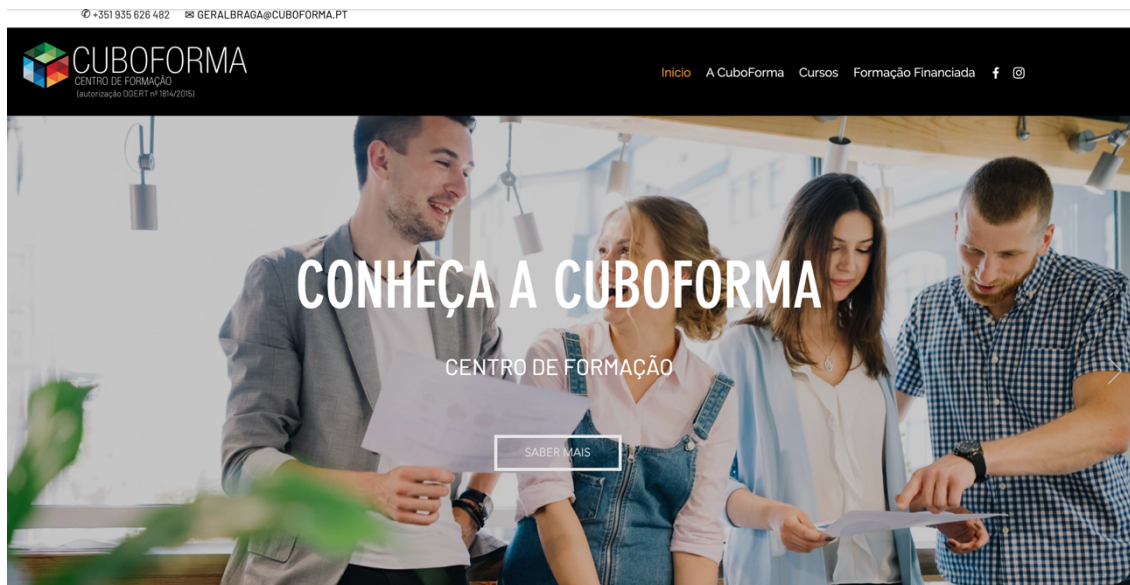 ✆ +351 935 626 482 ✉ GERALBRAGA@CUBOFORMA.PT
CUBOFORMA
CENTRO DE FORMAÇÃO
(autorização DGERT nº 1814/2015)
Início A CuboForma Cursos Formação Financiada
CONHEÇA A CUBOFORMA
CENTRO DE FORMAÇÃO
SABER MAIS